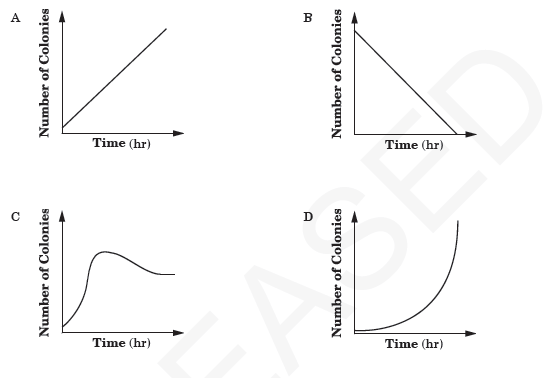 A
Number of Colonies
Time (hr)
B
Number of Colonies
Time (hr)
C
Number of Colonies
Time (hr)
D
Number of Colonies
Time (hr)
EASED